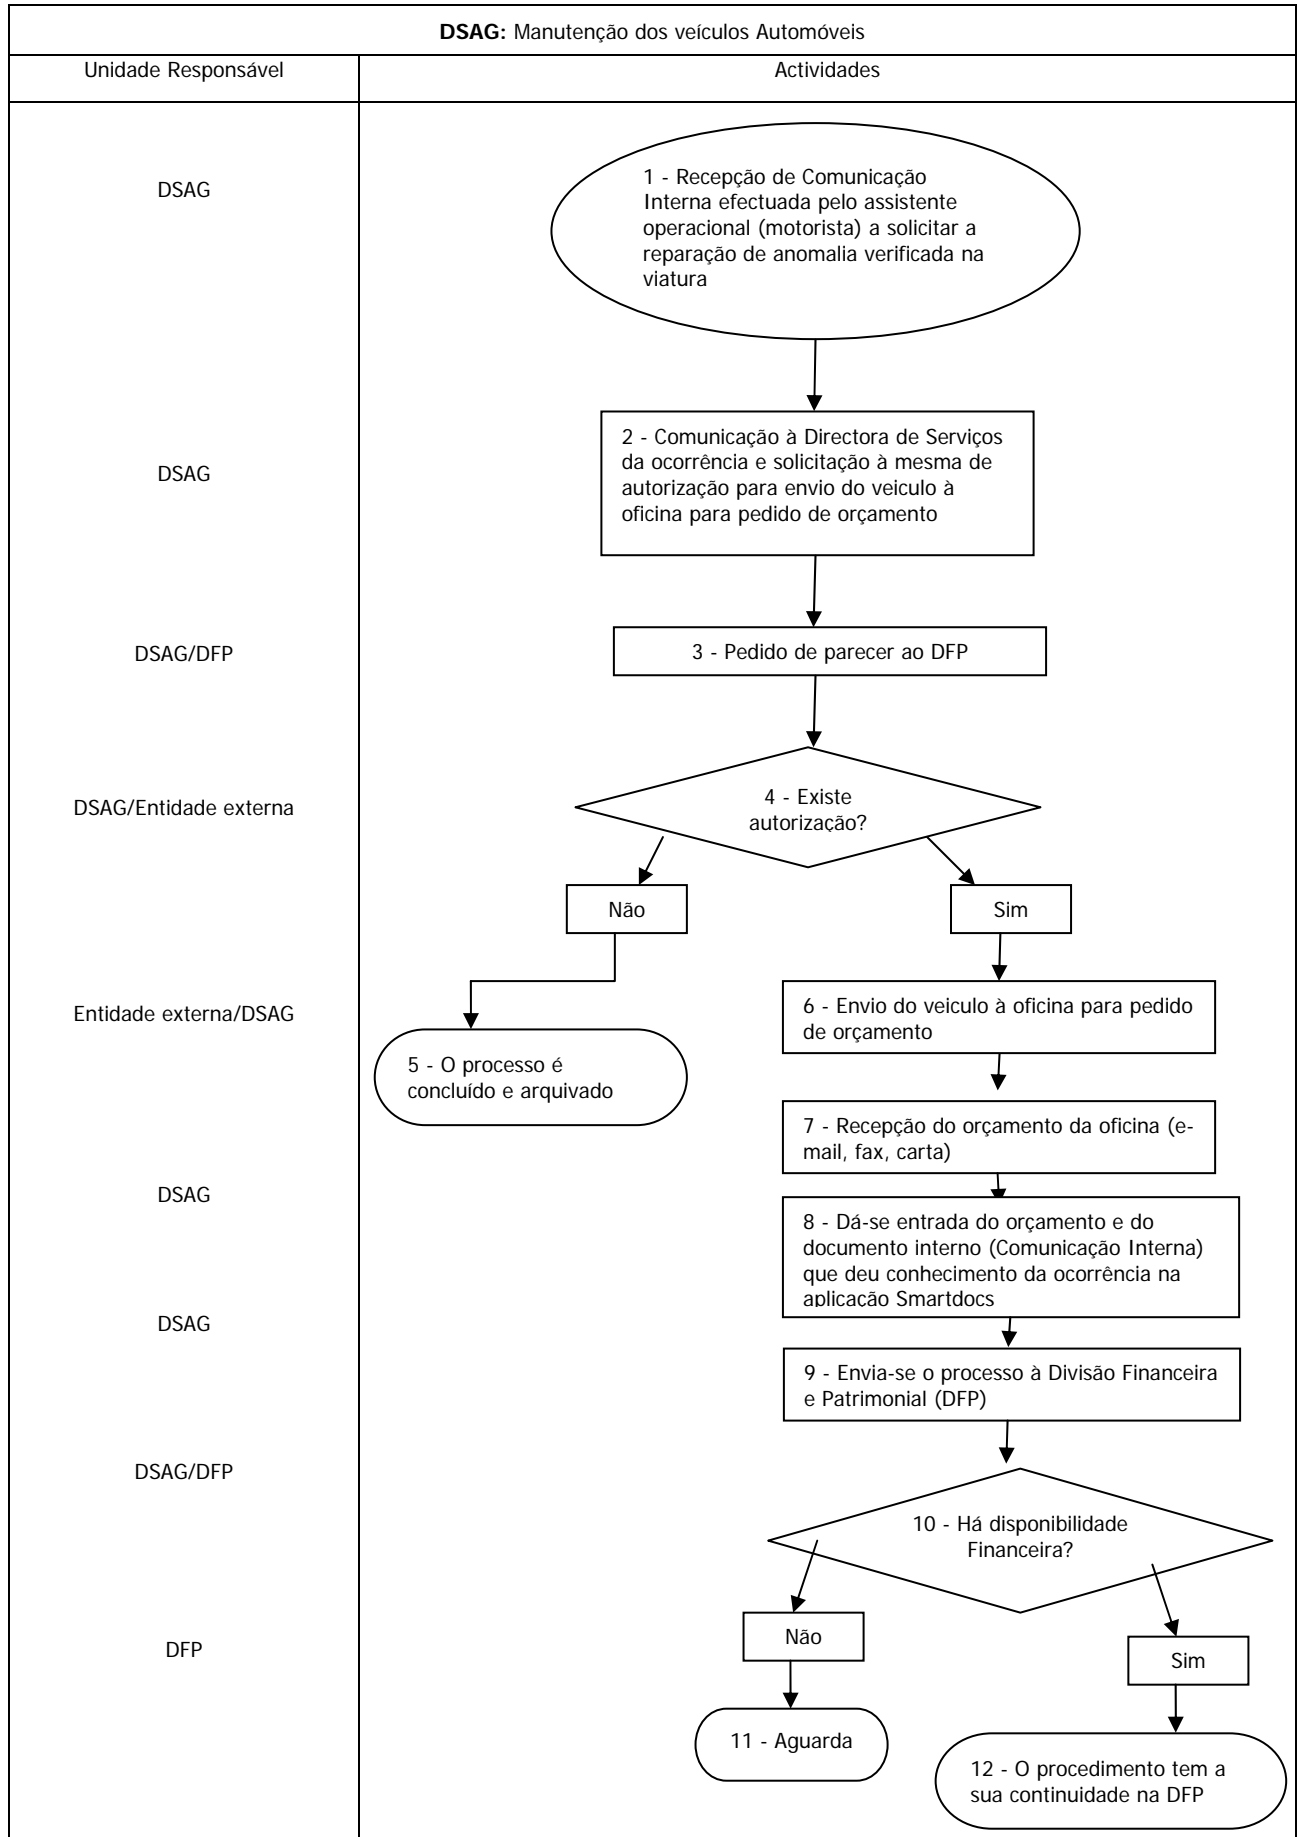 DSAG: Manutenção dos veículos Automóveis
Unidade Responsável
Actividades
DSAG
1 - Recepção de Comunicação
Interna efectuada pelo assistente
operacional (motorista) a solicitar a
reparação de anomalia verificada na
viatura
DSAG
2 - Comunicação à Directora de Serviços
da ocorrência e solicitação à mesma de
autorização para envio do veiculo à
oficina para pedido de orçamento
DSAG/DFP
3 - Pedido de parecer ao DFP
DSAG/Entidade externa
4 - Existe
autorização?
Não
Sim
Entidade externa/DSAG
5 - O processo é
concluído e arquivado
6 - Envio do veiculo à oficina para pedido
de orçamento
7 - Recepção do orçamento da oficina (e-
mail, fax, carta)
DSAG
8 - Dá-se entrada do orçamento e do
documento interno (Comunicação Interna)
que deu conhecimento da ocorrência na
aplicação Smartdocs
DSAG
9 - Envia-se o processo à Divisão Financeira
e Patrimonial (DFP)
DSAG/DFP
10 - Há disponibilidade
Financeira?
DFP
Não
Sim
11 - Aguarda
12 - O procedimento tem a
sua continuidade na DFP